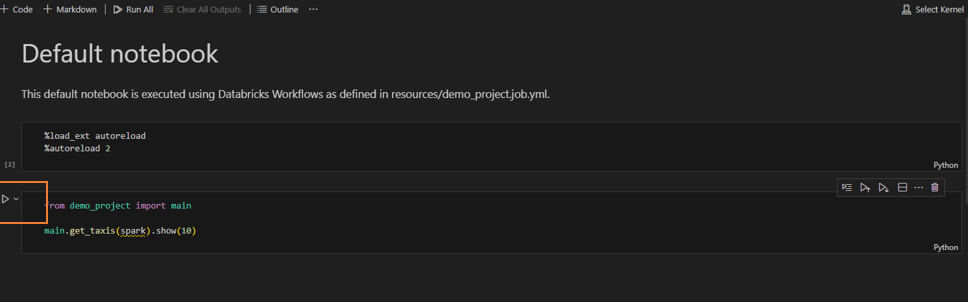 Code Markdown Run All Clear All Outputs Outline ... Select Kernel
Default notebook
This default notebook is executed using Databricks Workflows as defined in resources/demo_project.job.yml.
%load_ext autoreload
%autoreload 2
[2]
Python
from demo_project import main
main.get_taxis(spark).show(10)
Python